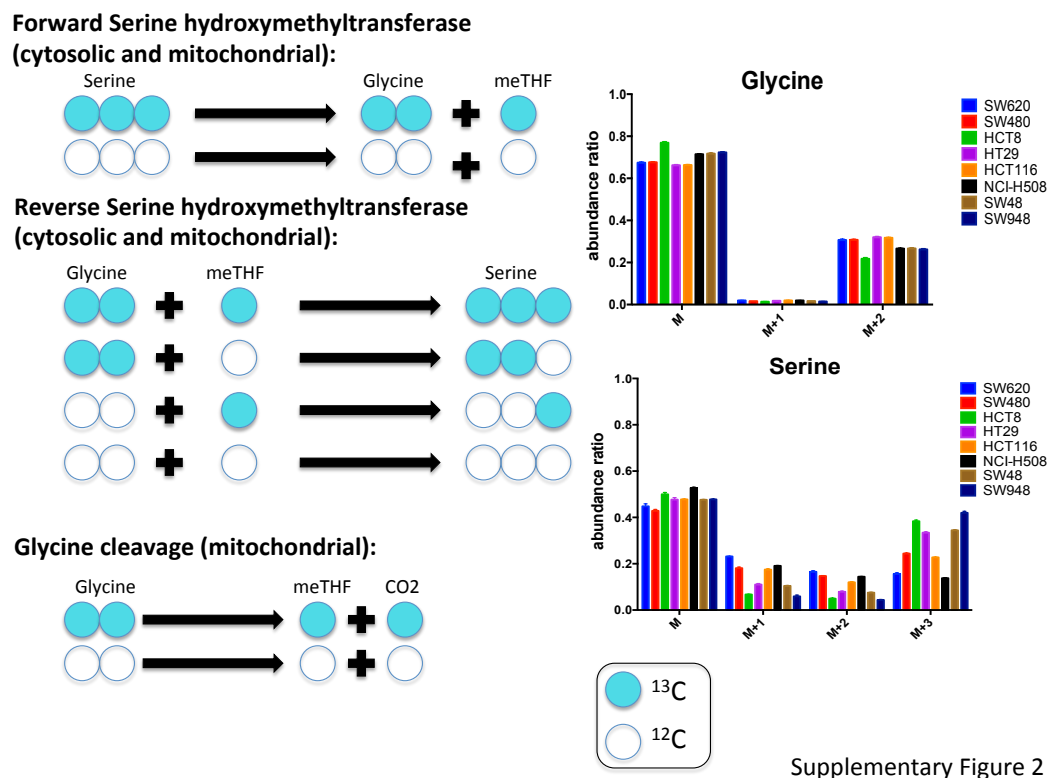 Forward Serine hydroxymethyltransferase
(cytosolic and mitochondrial):
Serine
Glycine
meTHF
Reverse Serine hydroxymethyltransferase
(cytosolic and mitochondrial):
Glycine
meTHF
Serine
Glycine cleavage (mitochondrial):
Glycine
meTHF
CO2
Glycine
abundance ratio
1.0
0.8
0.6
0.4
0.2
0.0
M
M+1
M+2
SW620
SW480
HCT8
HT29
HCT116
NCI-H508
SW48
SW948
Serine
abundance ratio
1.0
0.8
0.6
0.4
0.2
0.0
M
M+1
M+2
M+3
SW620
SW480
HCT8
HT29
HCT116
NCI-H508
SW48
SW948
13C
12C
Supplementary Figure 2